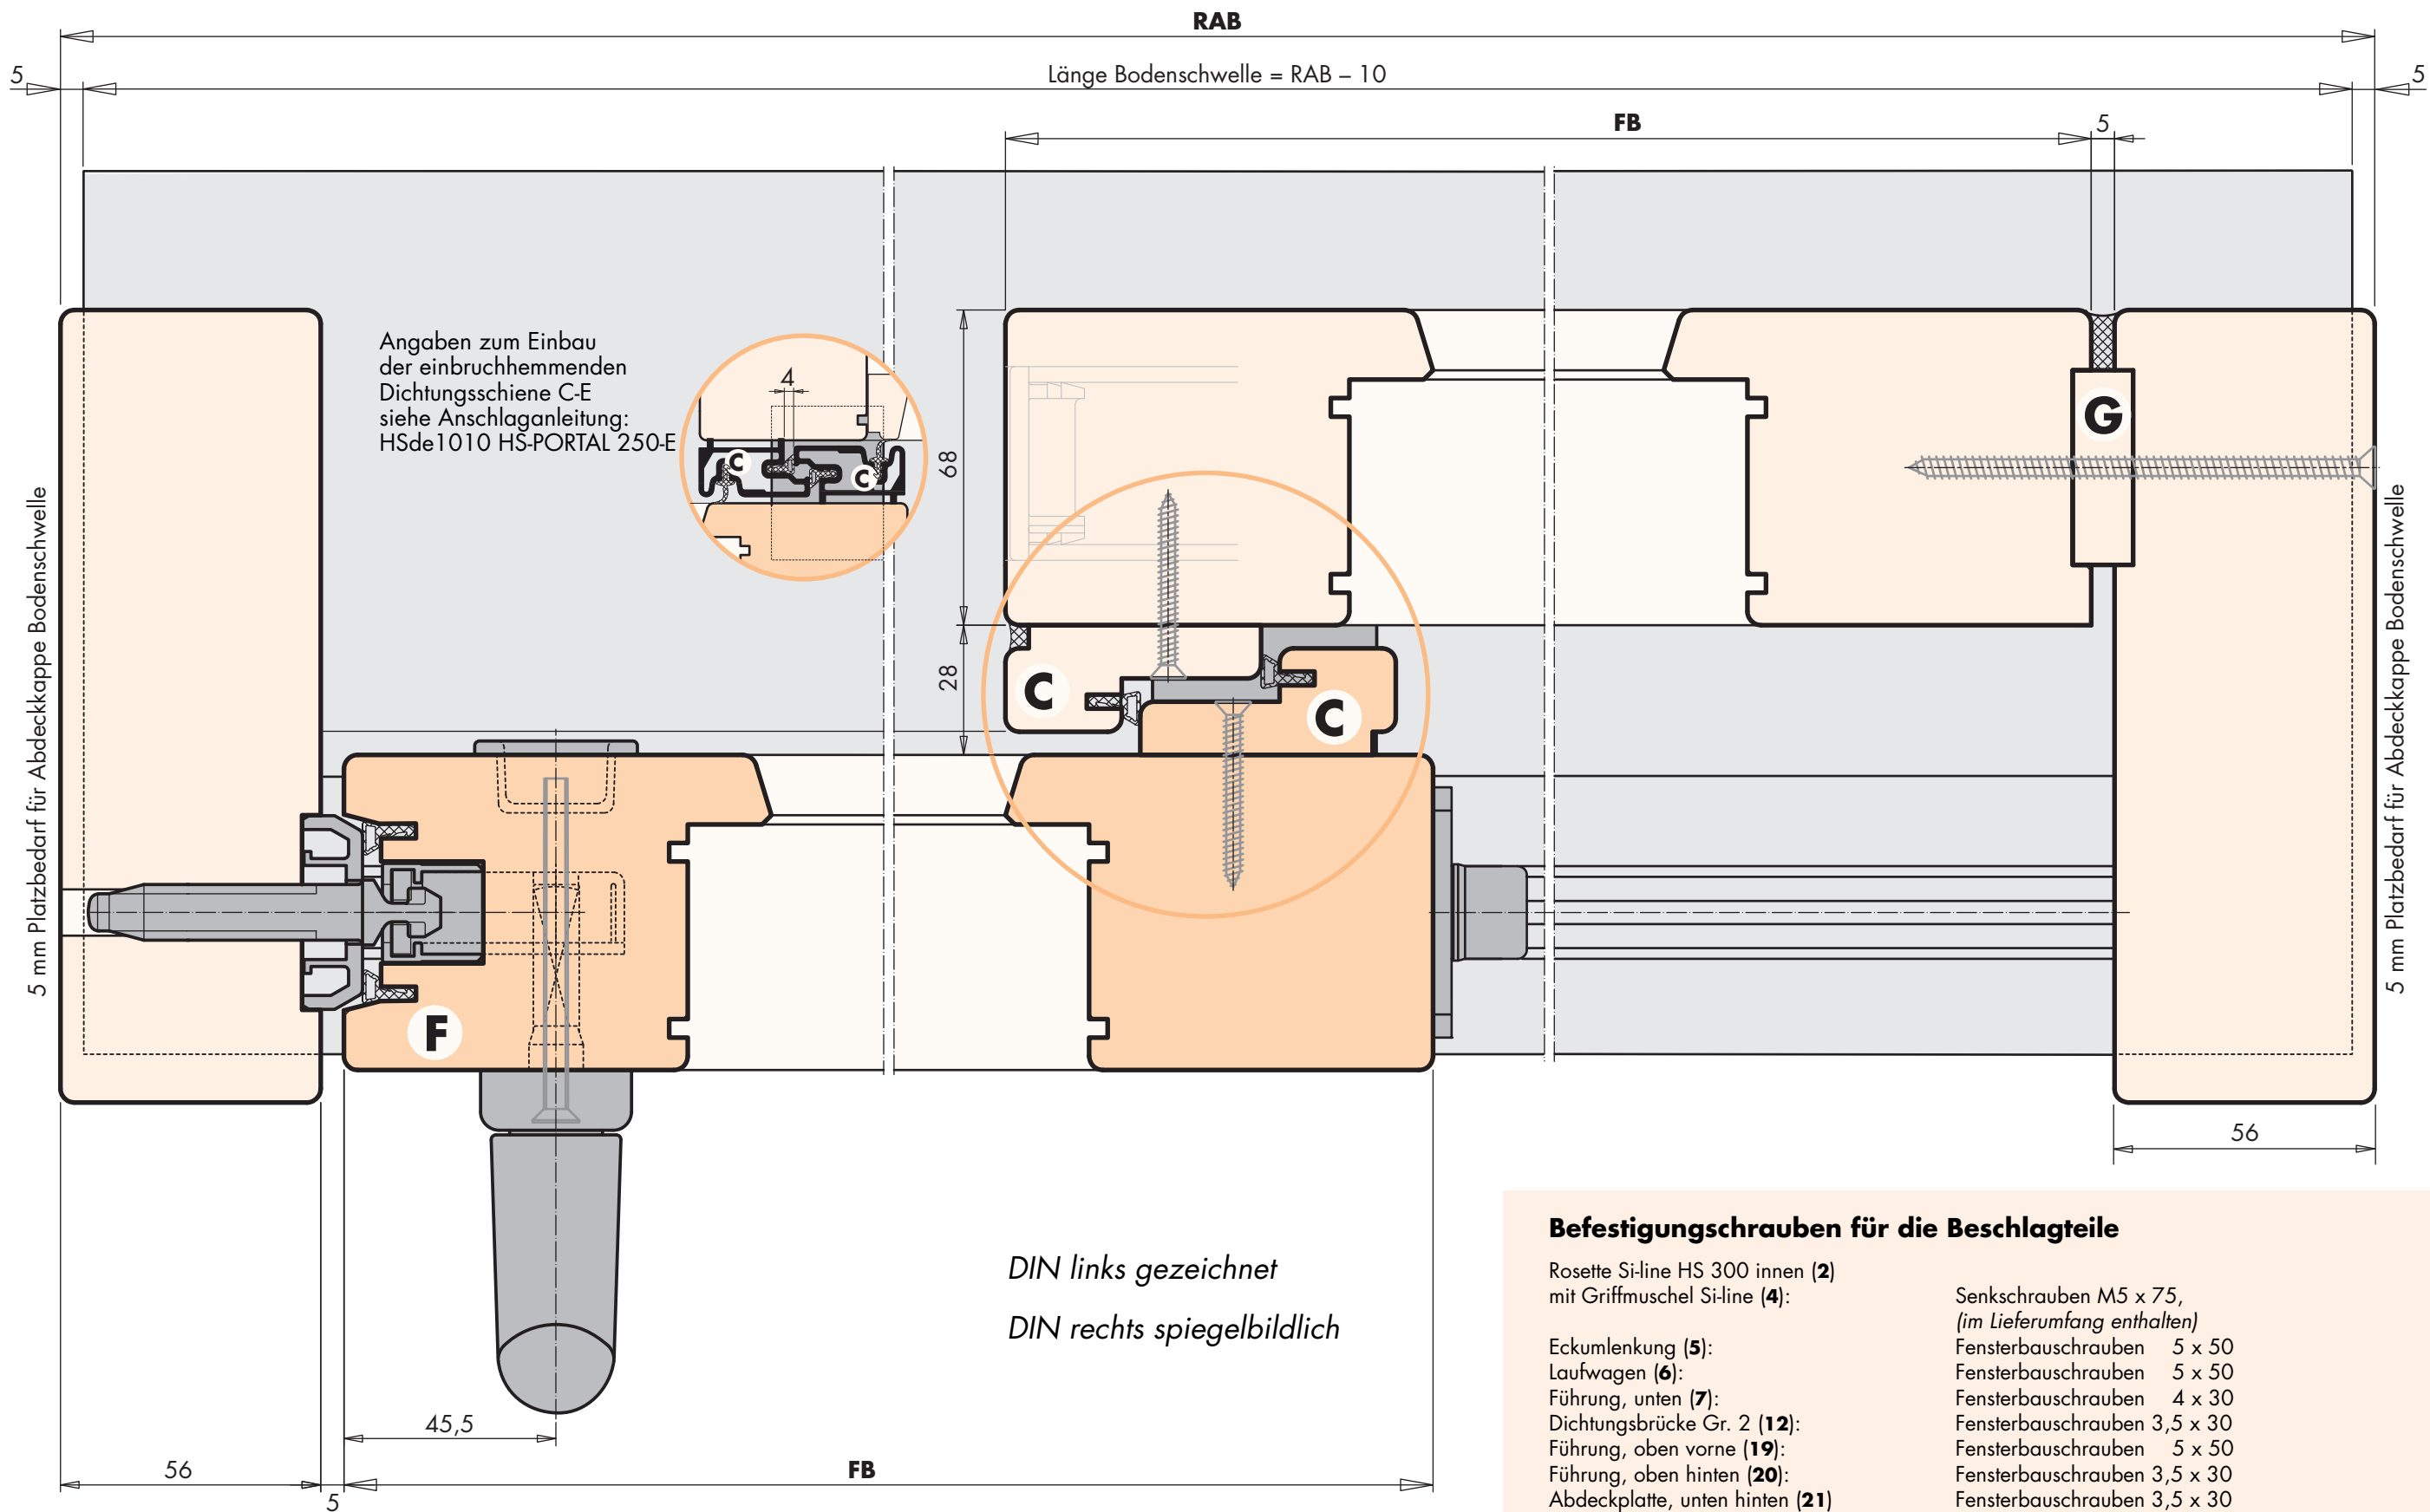 RAB
5
Länge Bodenschwelle = RAB – 10
5
FB
5
Angaben zum Einbau
der einbruchhemmenden
Dichtungsschiene C-E
siehe Anschlaganleitung:
HSde1010 HS-PORTAL 250-E
4
C
C
68
G
28
C
C
5 mm Platzbedarf für Abdeckkappe Bodenschwelle
5 mm Platzbedarf für Abdeckkappe Bodenschwelle
F
56
DIN links gezeichnet
DIN rechts spiegelbildlich
45,5
56
5
FB
Befestigungschrauben für die Beschlagteile
Rosette Si-line HS 300 innen (2)
mit Griffmuschel Si-line (4): Senkschrauben M5 x 75,
(im Lieferumfang enthalten)
Eckumlenkung (5): Fensterbauschrauben 5 x 50
Laufwagen (6): Fensterbauschrauben 5 x 50
Führung, unten (7): Fensterbauschrauben 4 x 30
Dichtungsbrücke Gr. 2 (12): Fensterbauschrauben 3,5 x 30
Führung, oben vorne (19): Fensterbauschrauben 5 x 50
Führung, oben hinten (20): Fensterbauschrauben 3,5 x 30
Abdeckplatte, unten hinten (21) Fensterbauschrauben 3,5 x 30